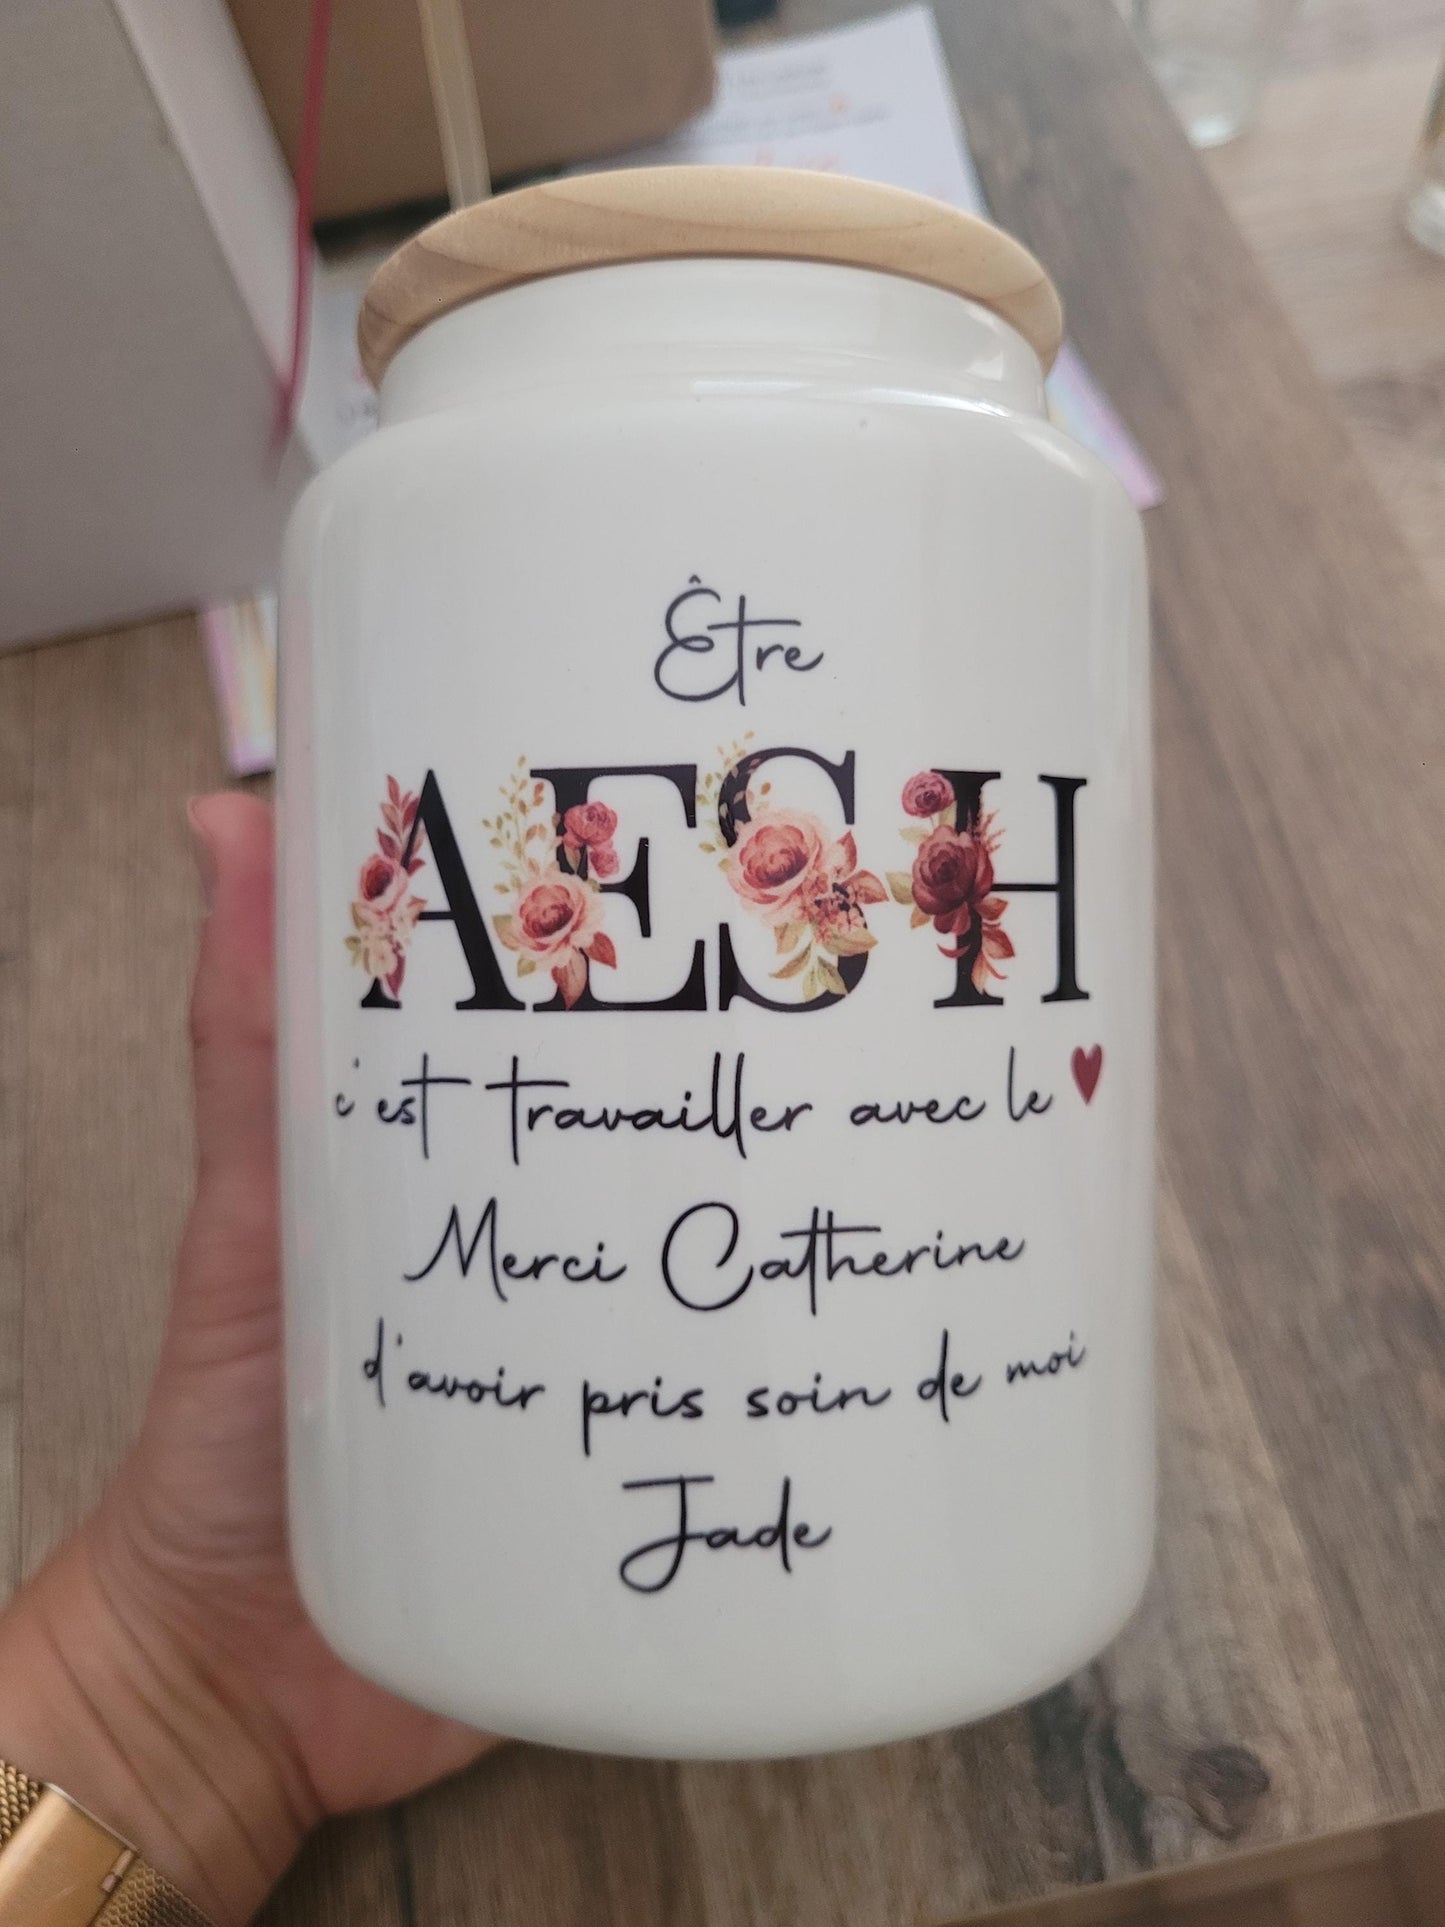 Être
AESH
c'est travailler avec le ♥
Merci Catherine
d'avoir pris soin de moi
Jade